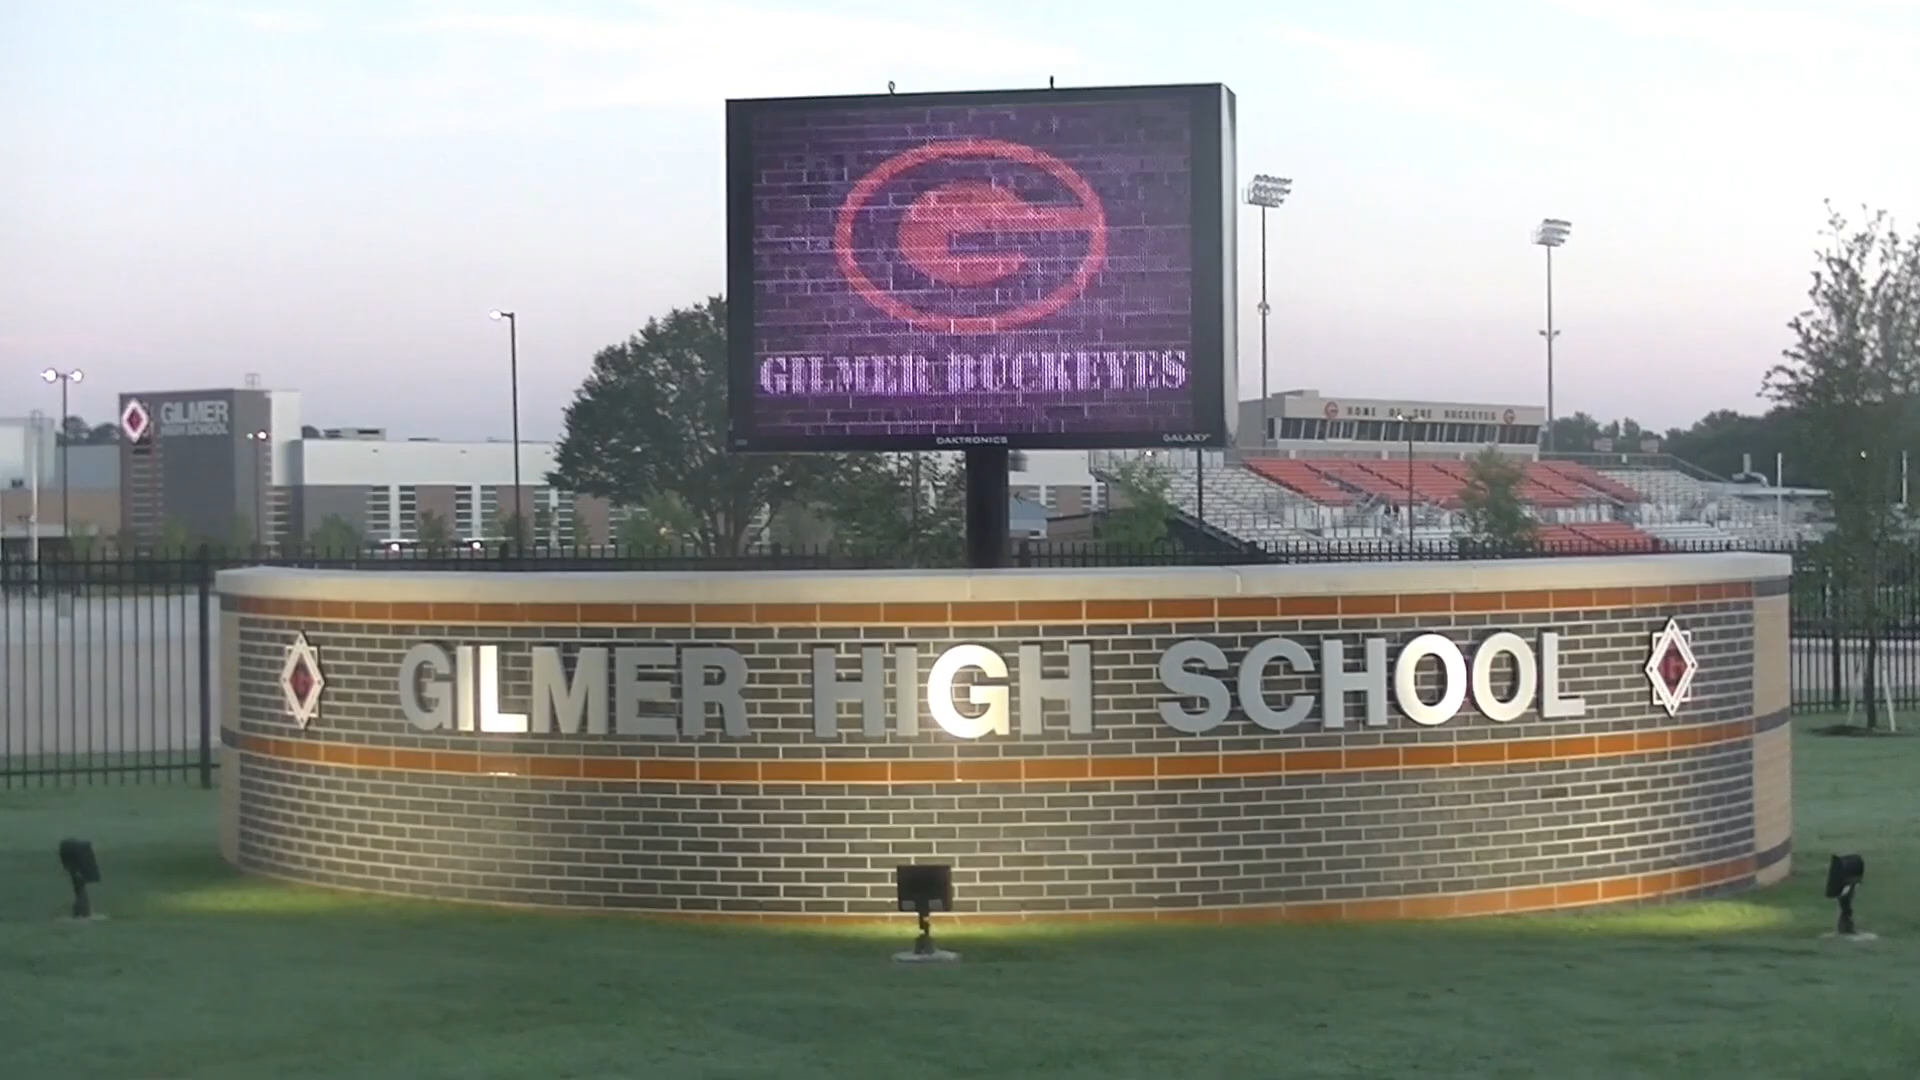 G
GILMER BUCKEYES
DAKTRONICS
GALAXY
GILMER
HIGH SCHOOL
G HOME OF THE BUCKEYES G
GILMER HIGH SCHOOL